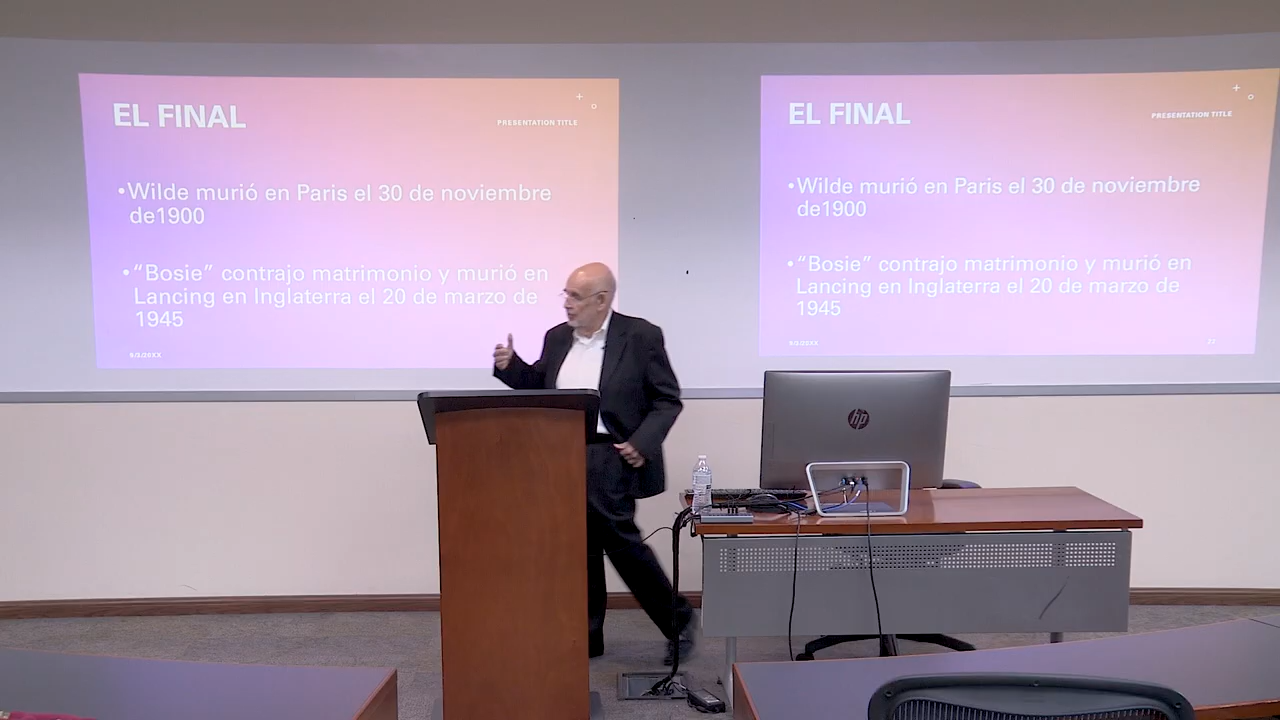 EL FINAL
PRESENTATION TITLE
•Wilde murió en Paris el 30 de noviembre
de1900
•“Bosie” contrajo matrimonio y murió en
Lancing en Inglaterra el 20 de marzo de
1945
EL FINAL
PRESENTATION TITLE
•Wilde murió en Paris el 30 de noviembre
de1900
•“Bosie” contrajo matrimonio y murió en
Lancing en Inglaterra el 20 de marzo de
1945
hp